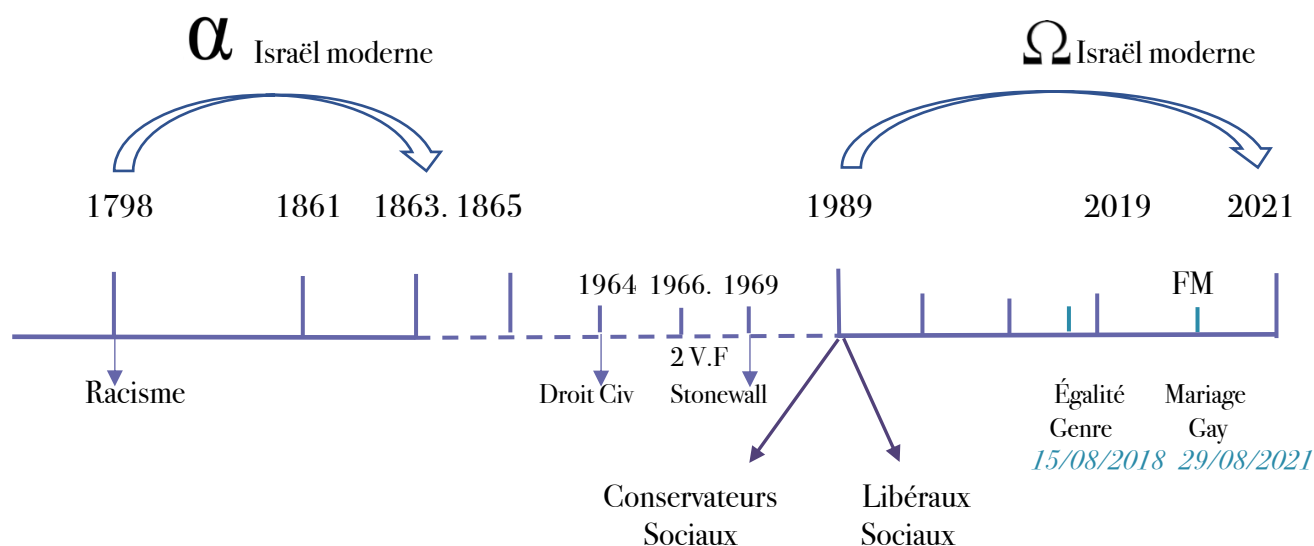 α Israël moderne
Ω Israël moderne
1798 1861 1863. 1865 1989 2019 2021
1964 1966. 1969 FM
2 V.F
Racisme Droit Civ Stonewall Égalité Mariage
Genre Gay
15/08/2018 29/08/2021
Conservateurs Libéraux
Sociaux Sociaux